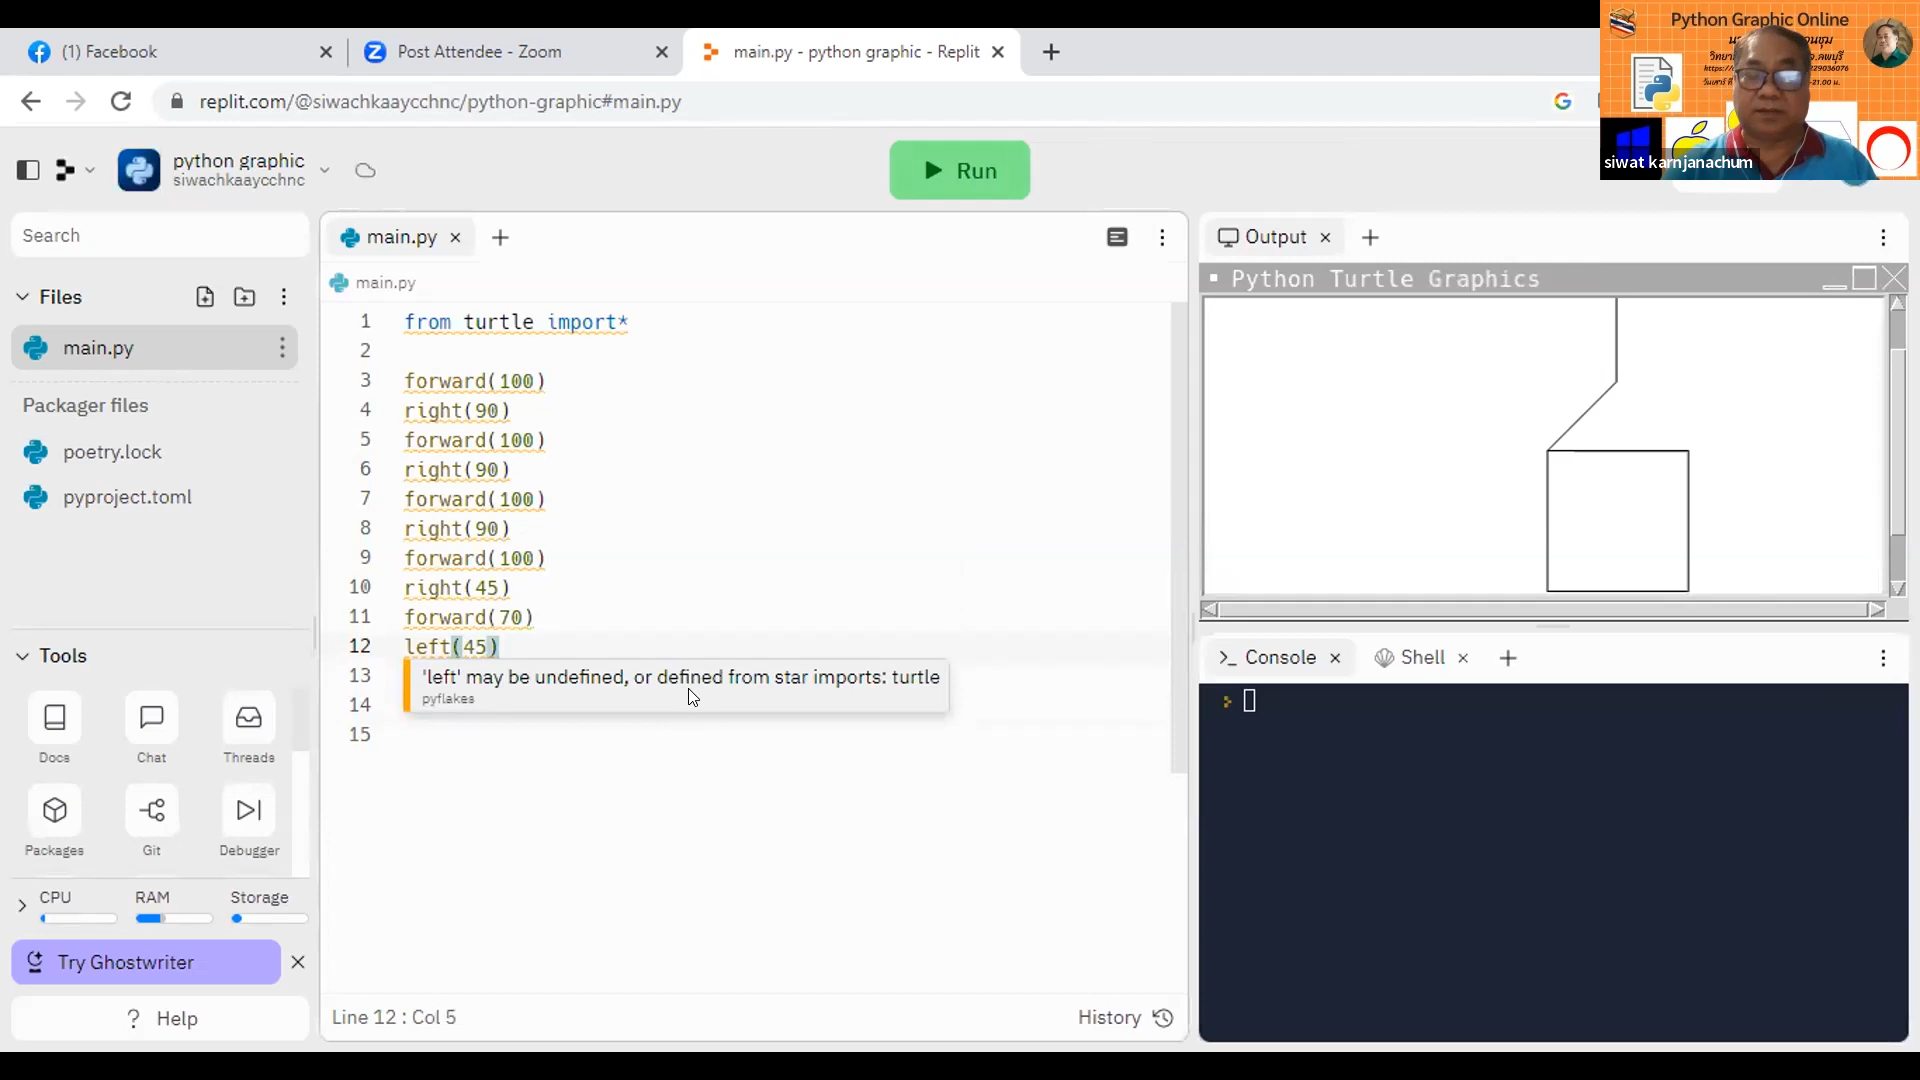 (1) Facebook
Post Attendee - Zoom
main.py - python graphic - Replit
replit.com/@siwachkaaycchnc/python-graphic#main.py
Python Graphic Online
siwat karnjanachum
python graphic
siwachkaaycchnc
Run
Search
Files
main.py
Packager files
poetry.lock
pyproject.toml
Tools
Docs
Chat
Threads
Packages
Git
Debugger
CPU
RAM
Storage
Try Ghostwriter
? Help
main.py
main.py
1 from turtle import*
2
3 forward(100)
4 right(90)
5 forward(100)
6 right(90)
7 forward(100)
8 right(90)
9 forward(100)
10 right(45)
11 forward(70)
12 left(45)
13
14
15
'left' may be undefined, or defined from star imports: turtle
pyflakes
Line 12 : Col 5
History
Output
Python Turtle Graphics
Console
Shell